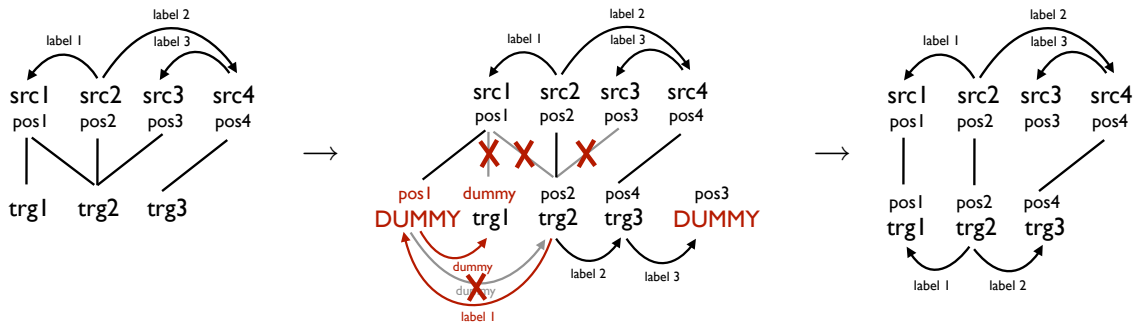 label 2
label 1 label 3
src1 src2 src3 src4
pos1 pos2 pos3 pos4
trg1 trg2 trg3
→
label 2
label 1 label 3
src1 src2 src3 src4
pos1 pos2 pos3 pos4
pos1 dummy pos2 pos4 pos3
DUMMY trg1 trg2 trg3 DUMMY
dummy
label 2 label 3
dummy
label 1
→
label 2
label 1 label 3
src1 src2 src3 src4
pos1 pos2 pos3 pos4
pos1 pos2 pos4
trg1 trg2 trg3
label 1 label 2